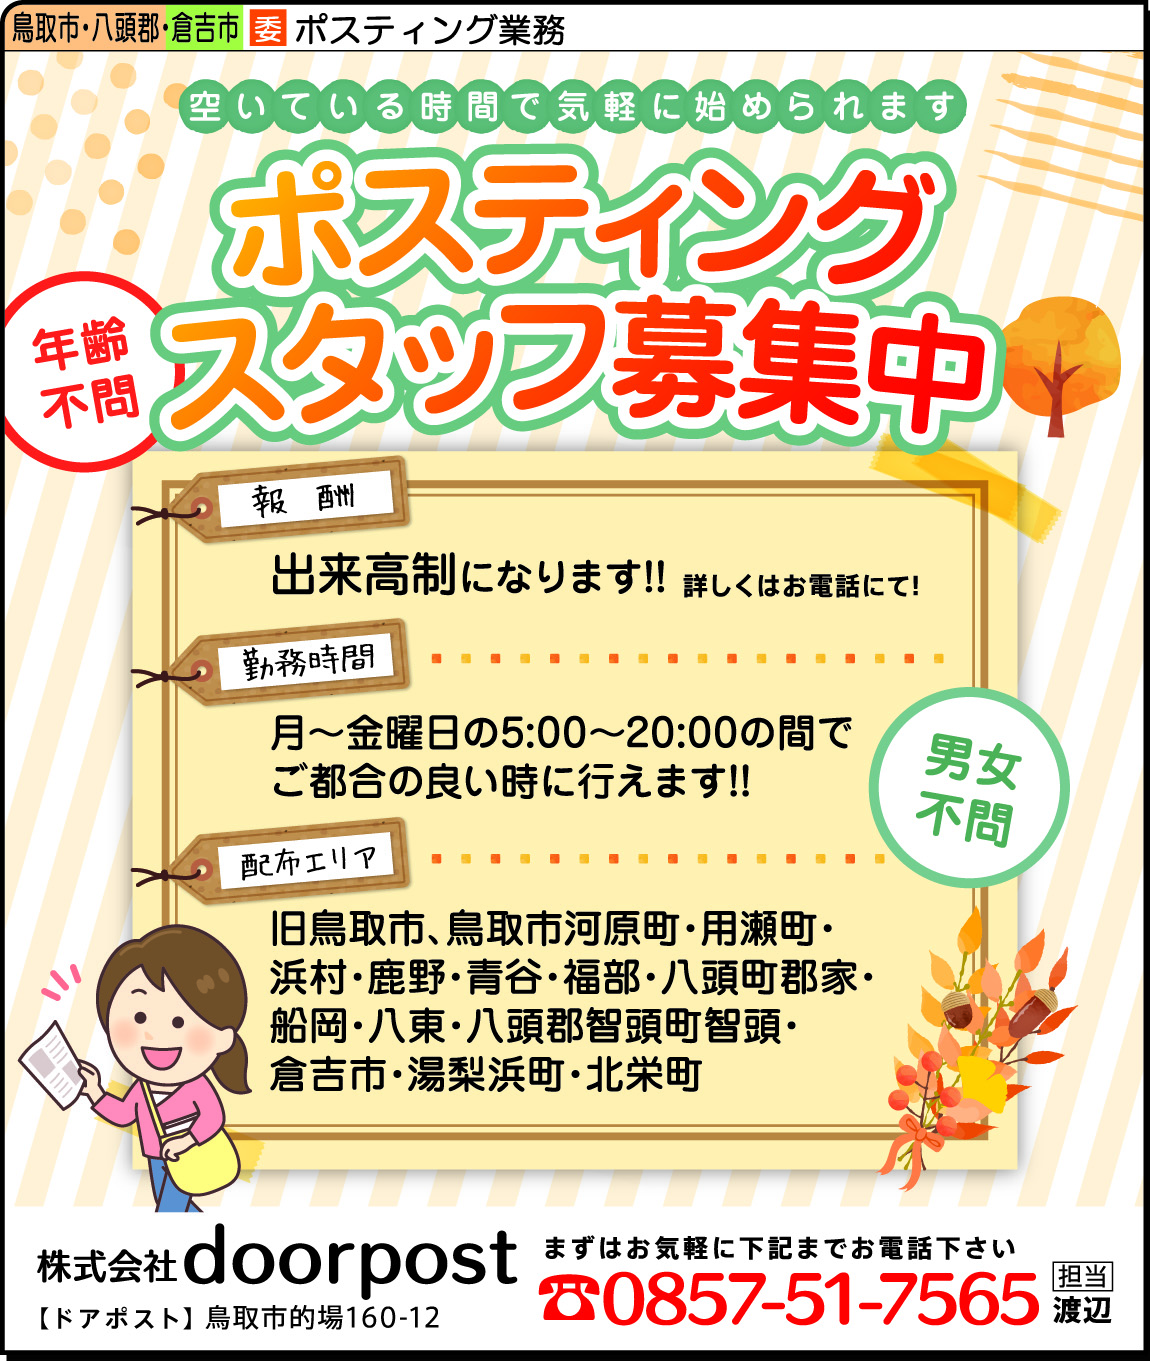 鳥取市・八頭郡・倉吉市 委 ポスティング業務
空いている時間で気軽に始められます
ポスティング
スタッフ募集中
年齢
不問
報 酬
出来高制になります!! 詳しくはお電話にて!
勤務時間
月～金曜日の5:00～20:00の間で
ご都合の良い時に行えます!!
男女
不問
配布エリア
旧鳥取市、鳥取市河原町・用瀬町・
浜村・鹿野・青谷・福部・八頭町郡家・
船岡・八東・八頭郡智頭町智頭・
倉吉市・湯梨浜町・北栄町
株式会社doorpost
【ドアポスト】鳥取市的場160-12
まずはお気軽に下記までお電話下さい
☎0857-51-7565
担当
渡辺